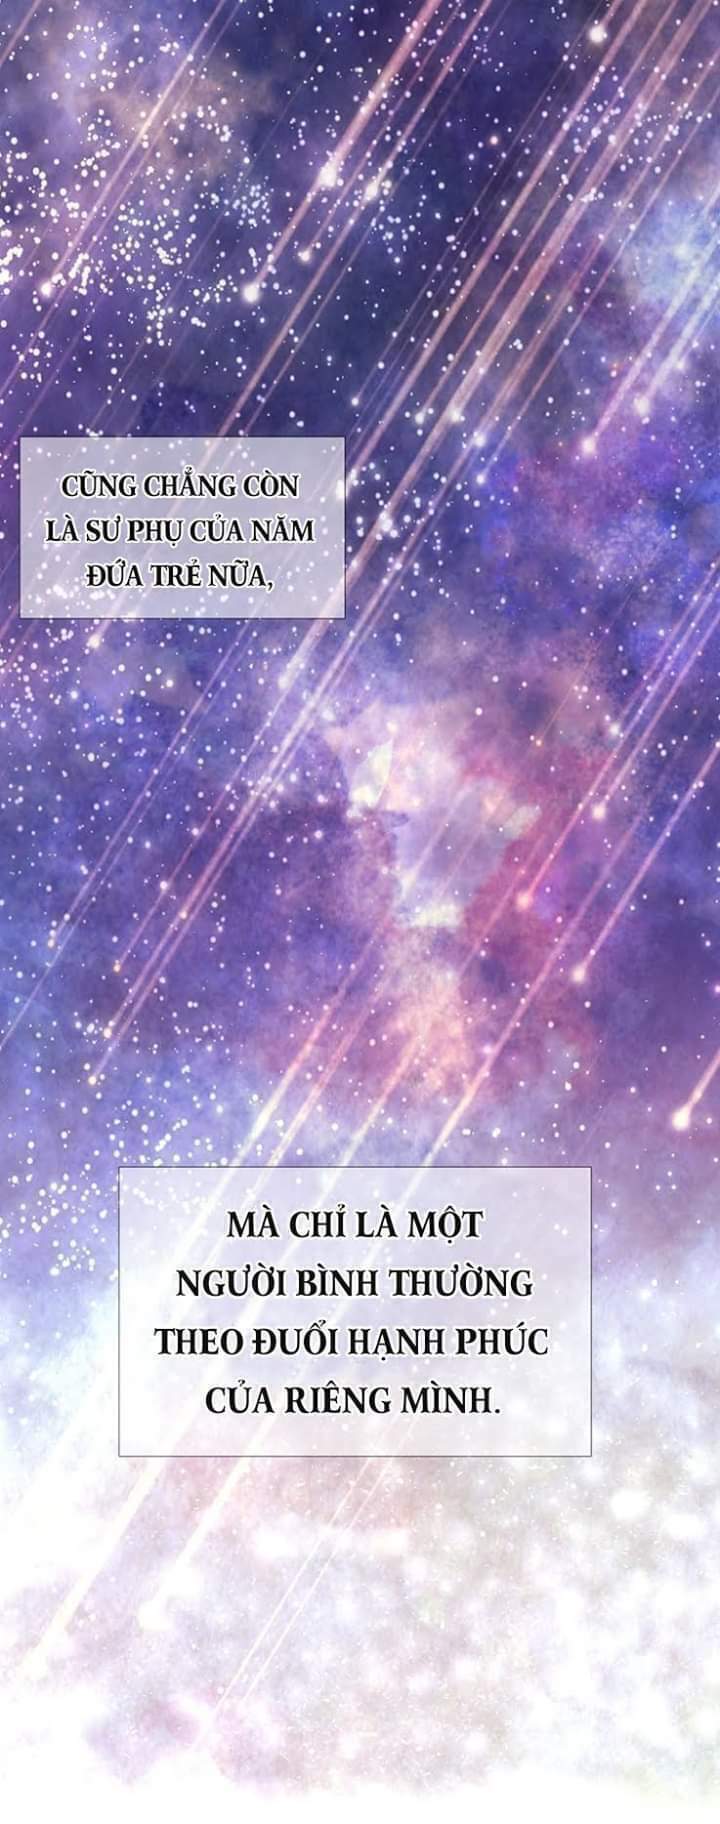 CŨNG CHẲNG CÒN
LÀ SƯ PHỤ CỦA NĂM
ĐỨA TRẺ NỮA,
MÀ CHỈ LÀ MỘT
NGƯỜI BÌNH THƯỜNG
THEO ĐUỔI HẠNH PHÚC
CỦA RIÊNG MÌNH.